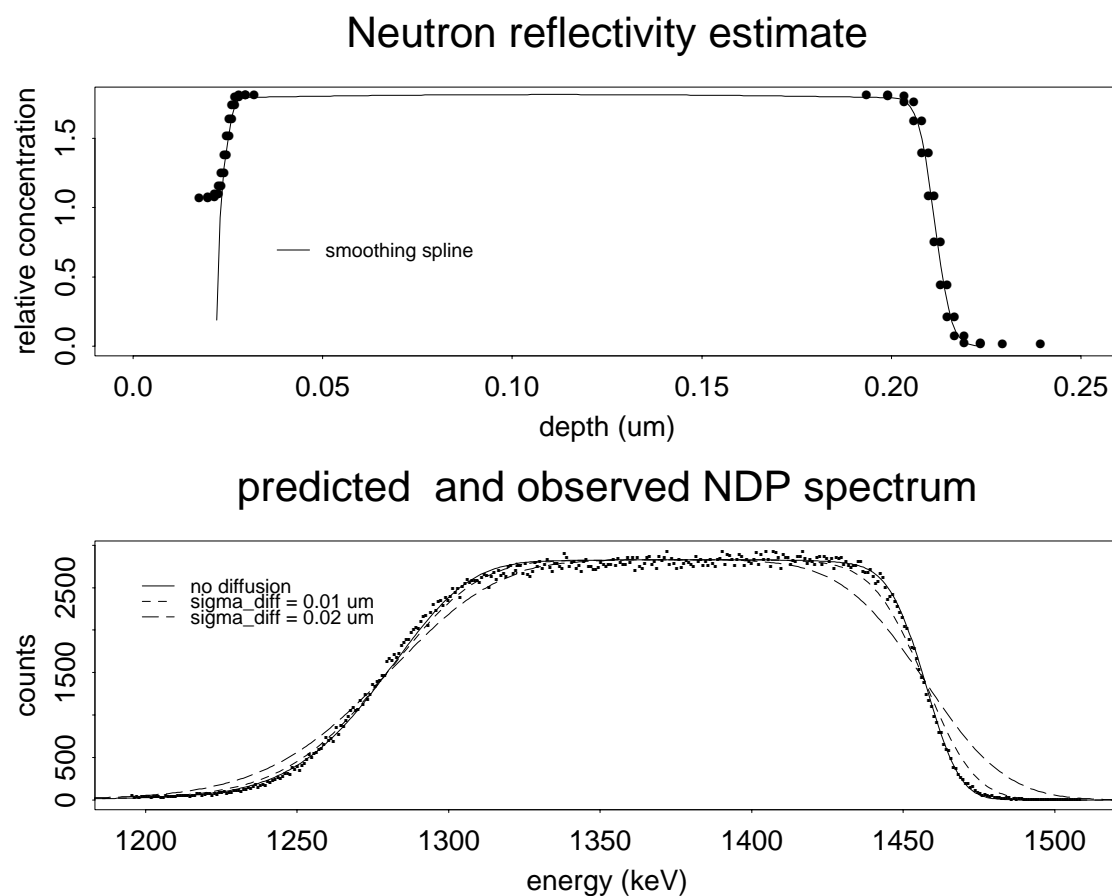 Neutron reflectivity estimate
relative concentration
0.0 0.5 1.0 1.5
smoothing spline
0.0 0.05 0.10 0.15 0.20 0.25
depth (um)
predicted and observed NDP spectrum
counts
0 500 1500 2500
no diffusion
sigma_diff = 0.01 um
sigma_diff = 0.02 um
1200 1250 1300 1350 1400 1450 1500
energy (keV)